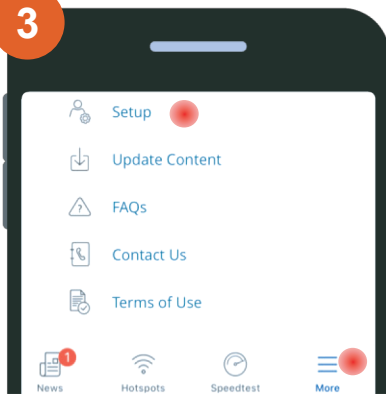 3
Setup
Update Content
FAQs
Contact Us
Terms of Use
1
News Hotspots Speedtest More